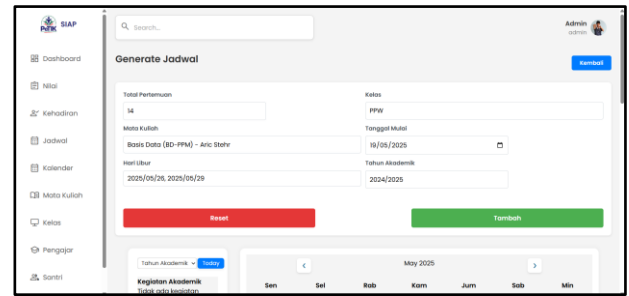 PeTIK SIAP
Search...
Admin
admin
Dashboard
Nilai
Kehadiran
Jadwal
Kalender
Mata Kuliah
Kelas
Pengajar
Santri
Generate Jadwal
Kembali
Total Pertemuan
14
Kelas
PPW
Mata Kuliah
Basis Data (BD-PPM) - Aric Stehr
Tanggal Mulai
19/05/2025
Hari Libur
2025/05/26, 2025/05/29
Tahun Akademik
2024/2025
Reset
Tambah
Tahun Akademik
Today
Kegiatan Akademik
Tidak ada kegiatan
<
May 2025
>
Sen Sel Rab Kam Jum Sab Min